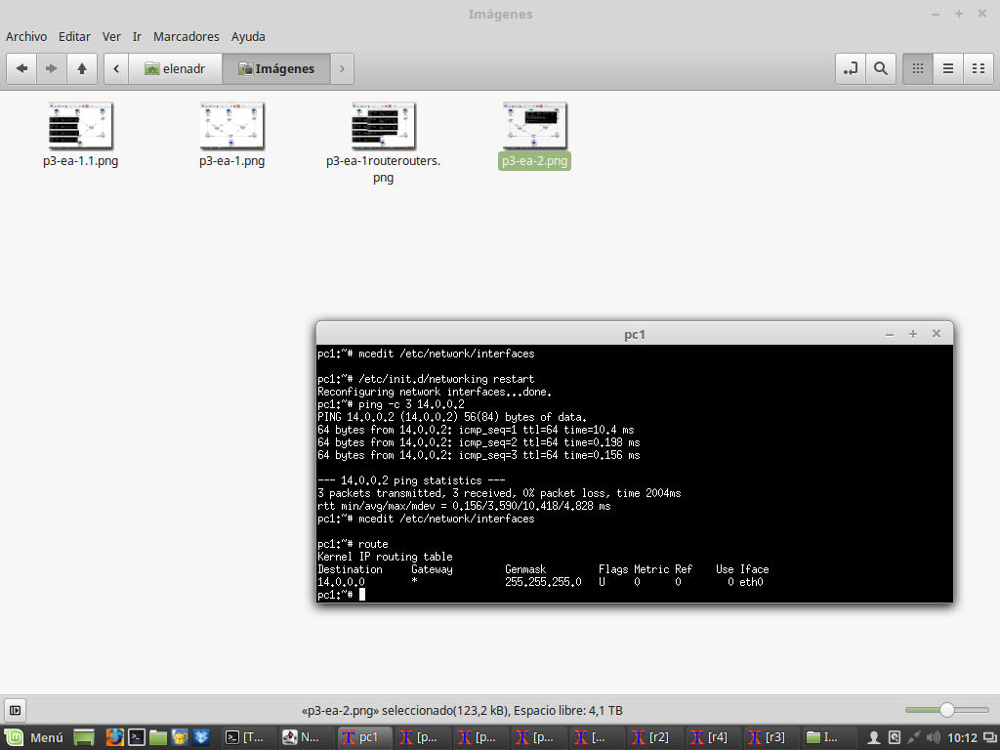 Imágenes
Archivo Editar Ver Ir Marcadores Ayuda
elenadr Imágenes
p3-ea-1.1.png
p3-ea-1.png
p3-ea-1routerouters.
png
p3-ea-2.png
pc1
pc1:~# mcedit /etc/network/interfaces
pc1:~# /etc/init.d/networking restart
Reconfiguring network interfaces...done.
pc1:~# ping -c 3 14.0.0.2
PING 14.0.0.2 (14.0.0.2) 56(84) bytes of data.
64 bytes from 14.0.0.2: icmp_seq=1 ttl=64 time=10.4 ms
64 bytes from 14.0.0.2: icmp_seq=2 ttl=64 time=0.198 ms
64 bytes from 14.0.0.2: icmp_seq=3 ttl=64 time=0.156 ms
--- 14.0.0.2 ping statistics ---
3 packets transmitted, 3 received, 0% packet loss, time 2004ms
rtt min/avg/max/mdev = 0.156/3.590/10.418/4.828 ms
pc1:~# mcedit /etc/network/interfaces
pc1:~# route
Kernel IP routing table
Destination Gateway Genmask Flags Metric Ref Use Iface
14.0.0.0 * 255.255.255.0 U 0 0 0 eth0
pc1:~#
«p3-ea-2.png» seleccionado(123,2 kB), Espacio libre: 4,1 TB
Menú [T... N... pc1 [p... [p... [p... [... [r2] [r4] [r3] I... 10:12